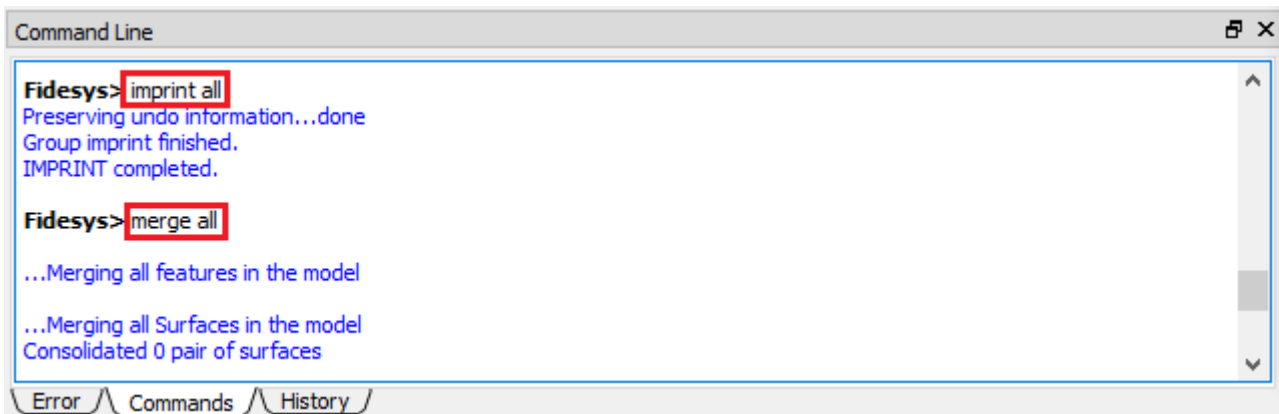 Command Line
Fidesys> imprint all
Preserving undo information...done
Group imprint finished.
IMPRINT completed.
Fidesys> merge all
...Merging all features in the model
...Merging all Surfaces in the model
Consolidated 0 pair of surfaces
Error Commands History